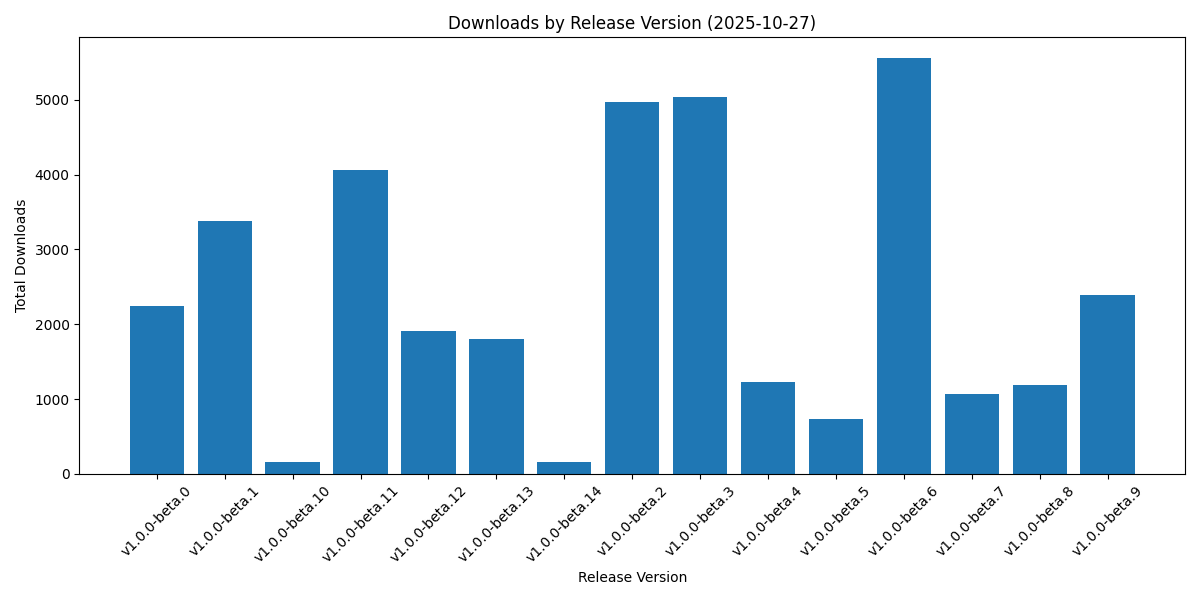 Downloads by Release Version (2025-10-27)
Total Downloads
5000
4000
3000
2000
1000
0
v1.0.0-beta.0
v1.0.0-beta.1
v1.0.0-beta.10
v1.0.0-beta.11
v1.0.0-beta.12
v1.0.0-beta.13
v1.0.0-beta.14
v1.0.0-beta.2
v1.0.0-beta.3
v1.0.0-beta.4
v1.0.0-beta.5
v1.0.0-beta.6
v1.0.0-beta.7
v1.0.0-beta.8
v1.0.0-beta.9
Release Version